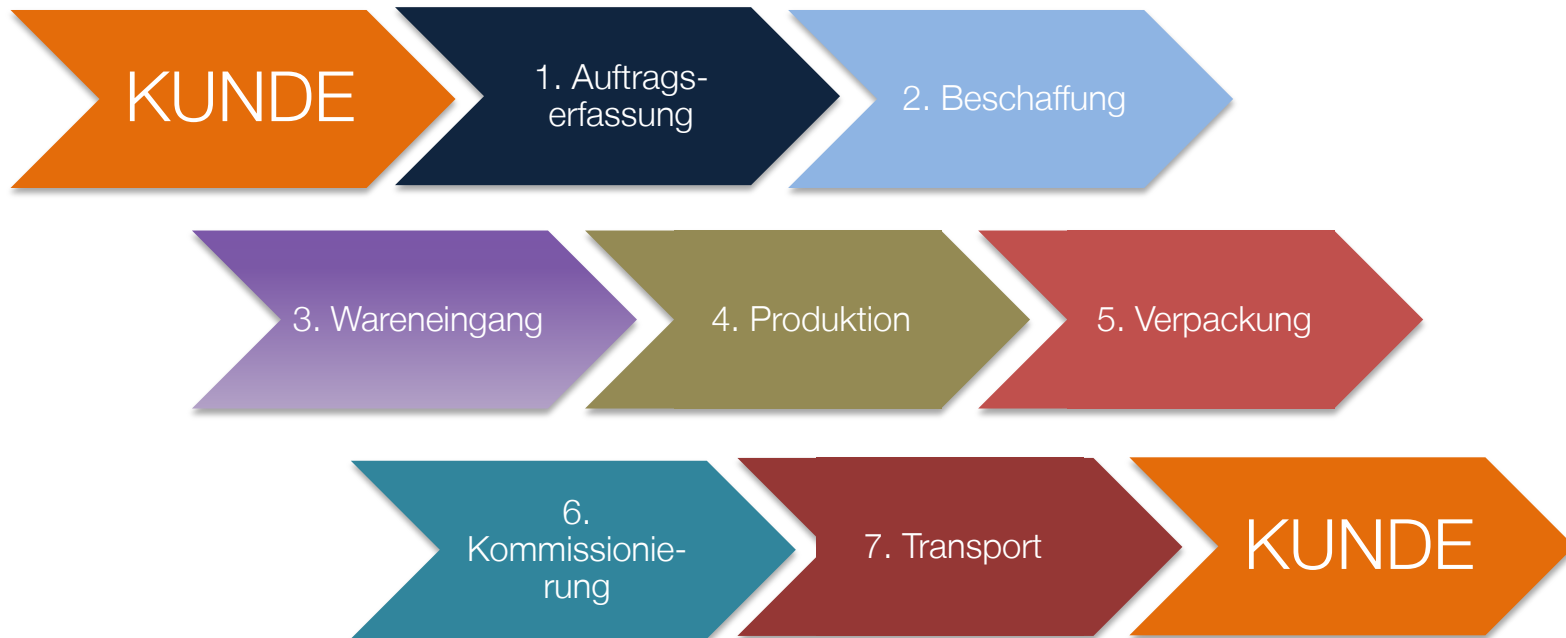 KUNDE
1. Auftrags-
erfassung
2. Beschaffung
3. Wareneingang
4. Produktion
5. Verpackung
6.
Kommissionie-
rung
7. Transport
KUNDE